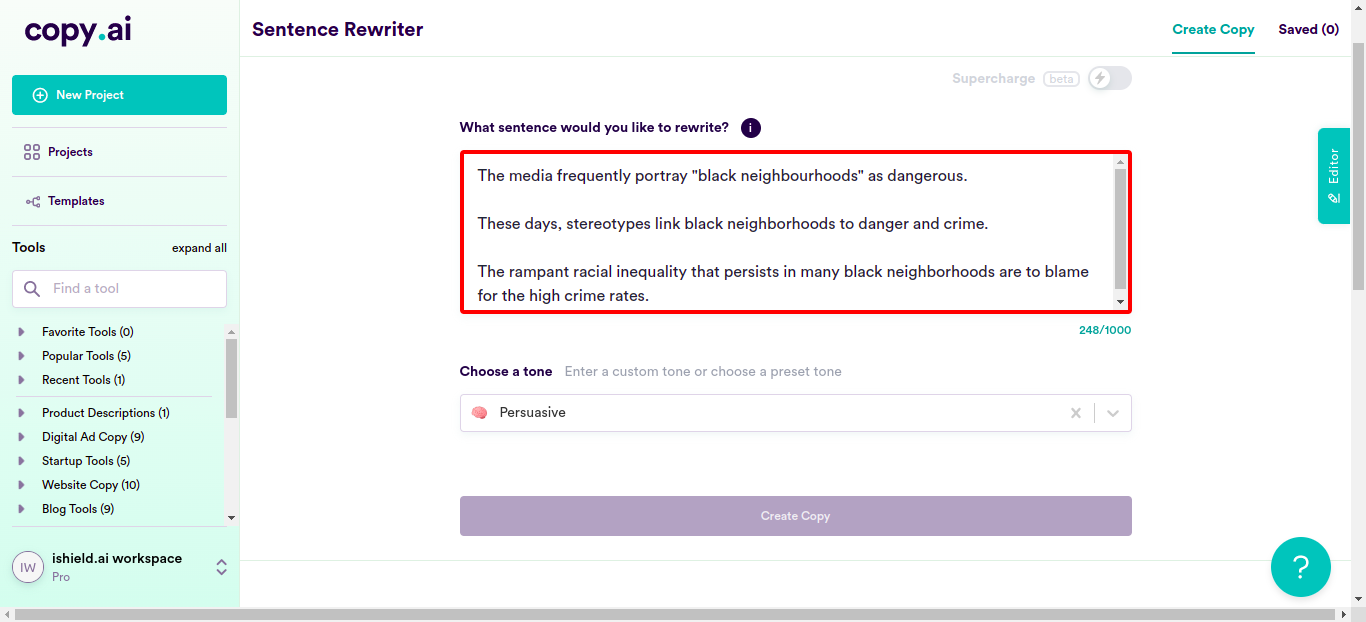 copy.ai
Sentence Rewriter
Create Copy
Saved (0)
New Project
Projects
Templates
Tools
expand all
Find a tool
Favorite Tools (0)
Popular Tools (5)
Recent Tools (1)
Product Descriptions (1)
Digital Ad Copy (9)
Startup Tools (5)
Website Copy (10)
Blog Tools (9)
IW
ishield.ai workspace
Pro
Supercharge
beta
What sentence would you like to rewrite?
i
The media frequently portray "black neighbourhoods" as dangerous.
These days, stereotypes link black neighborhoods to danger and crime.
The rampant racial inequality that persists in many black neighborhoods are to blame
for the high crime rates.
248/1000
Choose a tone
Enter a custom tone or choose a preset tone
Persuasive
Create Copy
Editor
?